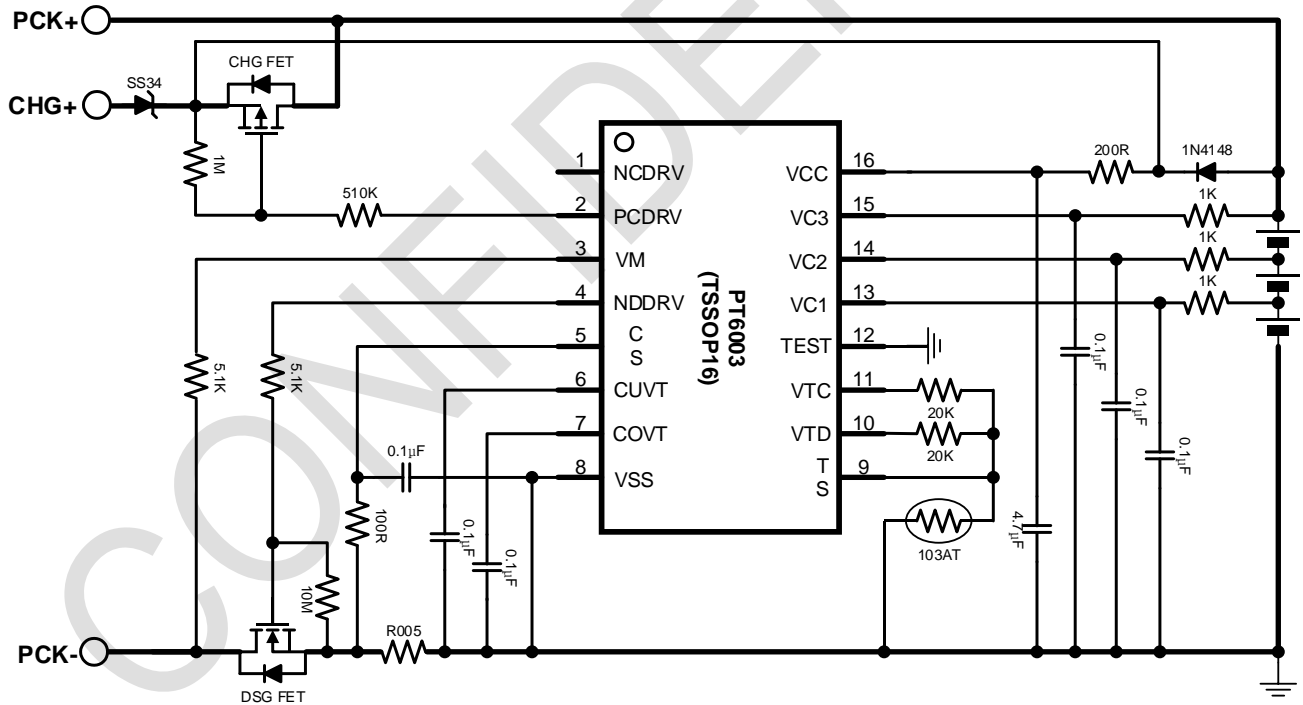 PCK+
CHG FET
SS34
CHG+
1M
510K
200R
1N4148
1K
1K
1K
1
NCDRV
VCC
16
2
PCDRV
VC3
15
3
VM
VC2
14
4
NDDRV
VC1
13
5
C
S
TEST
12
6
CUVT
VTC
11
7
COVT
VTD
10
8
VSS
T
S
9
PT6003
(TSSOP16)
5.1K
5.1K
0.1µF
20K
20K
0.1µF
0.1µF
0.1µF
100R
0.1µF
0.1µF
103AT
4.7µF
10M
R005
PCK-
DSG FET
CONFIDE